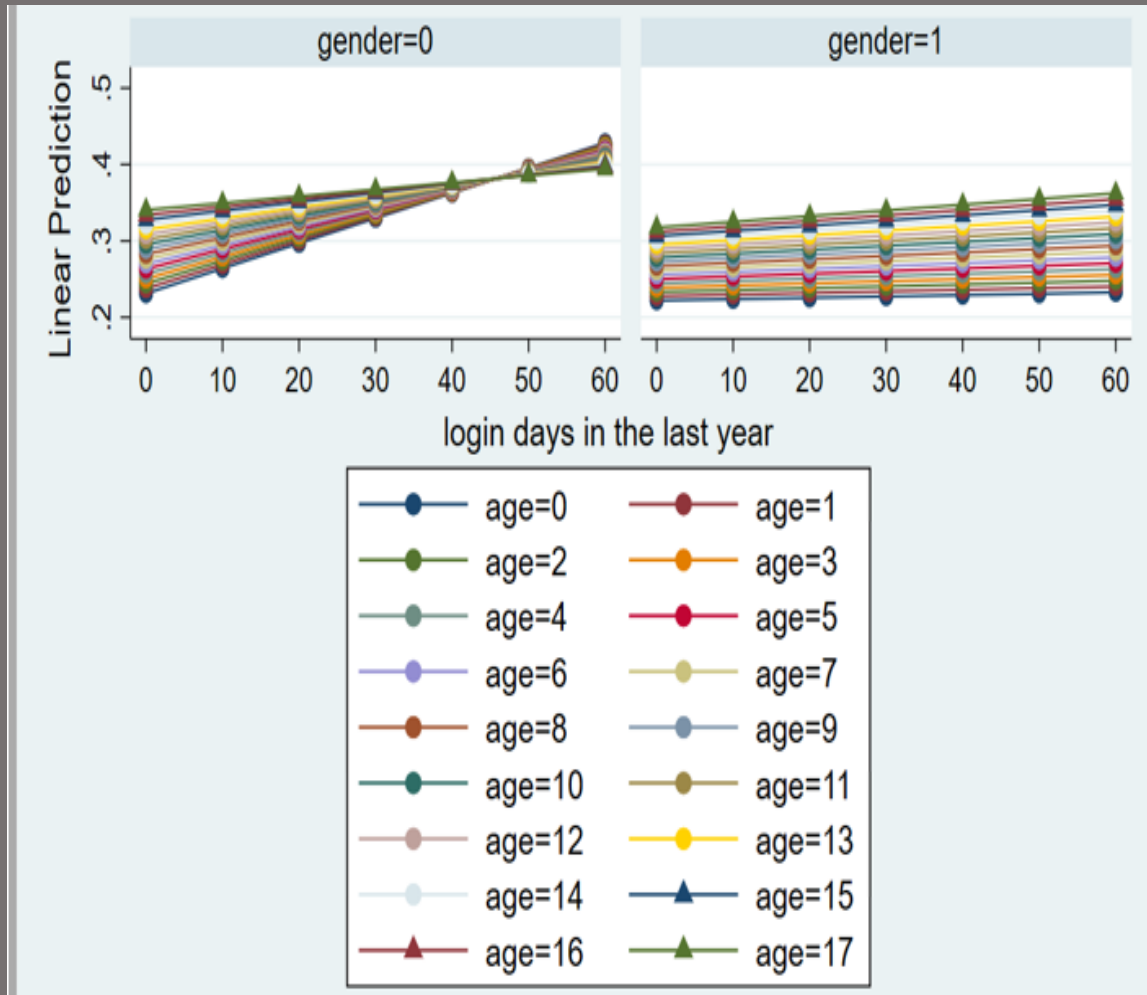 gender=0 gender=1
Linear Prediction
.5
.4
.3
.2
0 10 20 30 40 50 60 0 10 20 30 40 50 60
login days in the last year
age=0 age=1
age=2 age=3
age=4 age=5
age=6 age=7
age=8 age=9
age=10 age=11
age=12 age=13
age=14 age=15
age=16 age=17